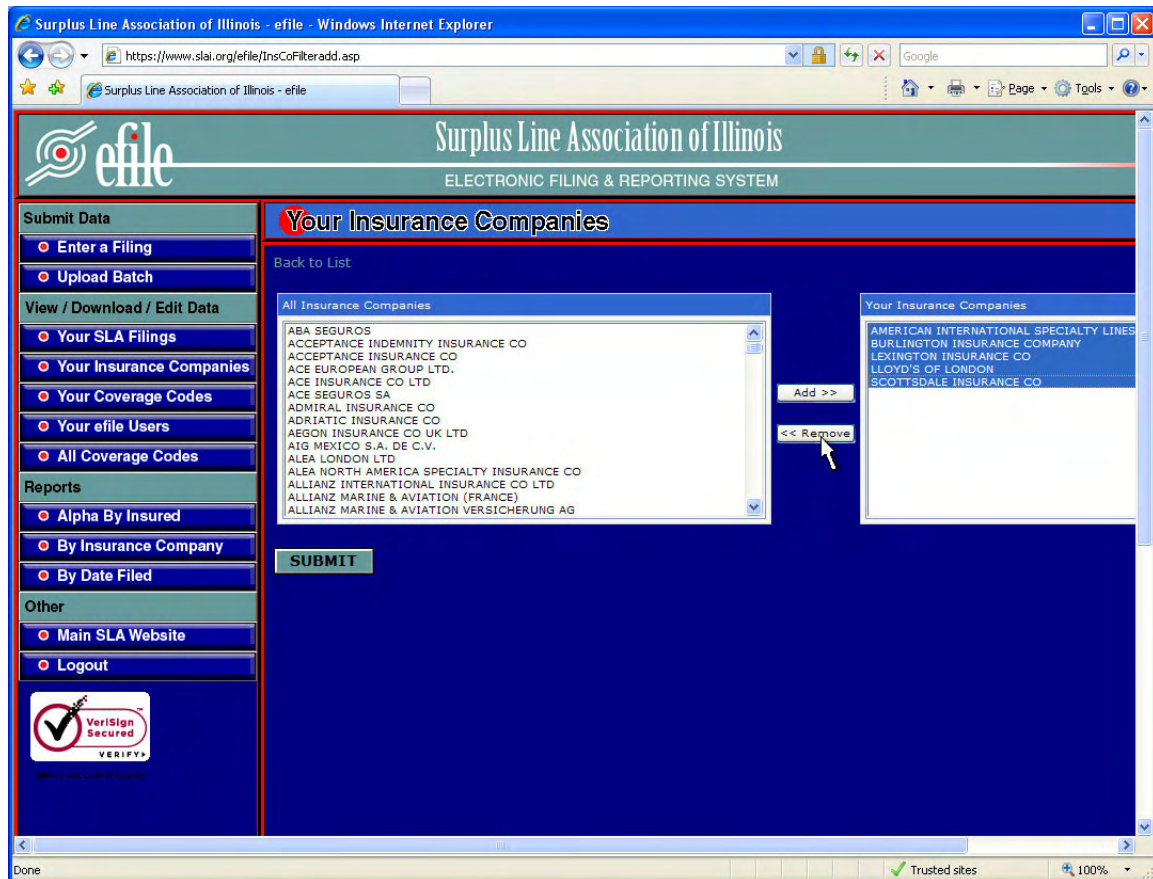 Surplus Line Association of Illinois - efile - Windows Internet Explorer
https://www.slai.org/efile/InsCoFilteradd.asp
Google
Surplus Line Association of Illinois - efile
Page
Tools
efile
Surplus Line Association of Illinois
ELECTRONIC FILING & REPORTING SYSTEM
Submit Data
Enter a Filing
Upload Batch
View / Download / Edit Data
Your SLA Filings
Your Insurance Companies
Your Coverage Codes
Your efile Users
All Coverage Codes
Reports
Alpha By Insured
By Insurance Company
By Date Filed
Other
Main SLA Website
Logout
VeriSign
Secured
VERIFY
Your Insurance Companies
Back to List
All Insurance Companies
ABA SEGUROS
ACCEPTANCE INDEMNITY INSURANCE CO
ACCEPTANCE INSURANCE CO
ACE EUROPEAN GROUP LTD.
ACE INSURANCE CO LTD
ACE SEGUROS SA
ADMIRAL INSURANCE CO
ADRIATIC INSURANCE CO
AEGON INSURANCE CO UK LTD
AIG MEXICO S.A. DE C.V.
ALEA LONDON LTD
ALEA NORTH AMERICA SPECIALTY INSURANCE CO
ALLIANZ INTERNATIONAL INSURANCE CO LTD
ALLIANZ MARINE & AVIATION (FRANCE)
ALLIANZ MARINE & AVIATION VERSICHERUNG AG
Add >>
<< Remove
Your Insurance Companies
AMERICAN INTERNATIONAL SPECIALTY LINES
BURLINGTON INSURANCE COMPANY
LEXINGTON INSURANCE CO
LLOYD'S OF LONDON
SCOTTSDALE INSURANCE CO
SUBMIT
Done
Trusted sites
100%